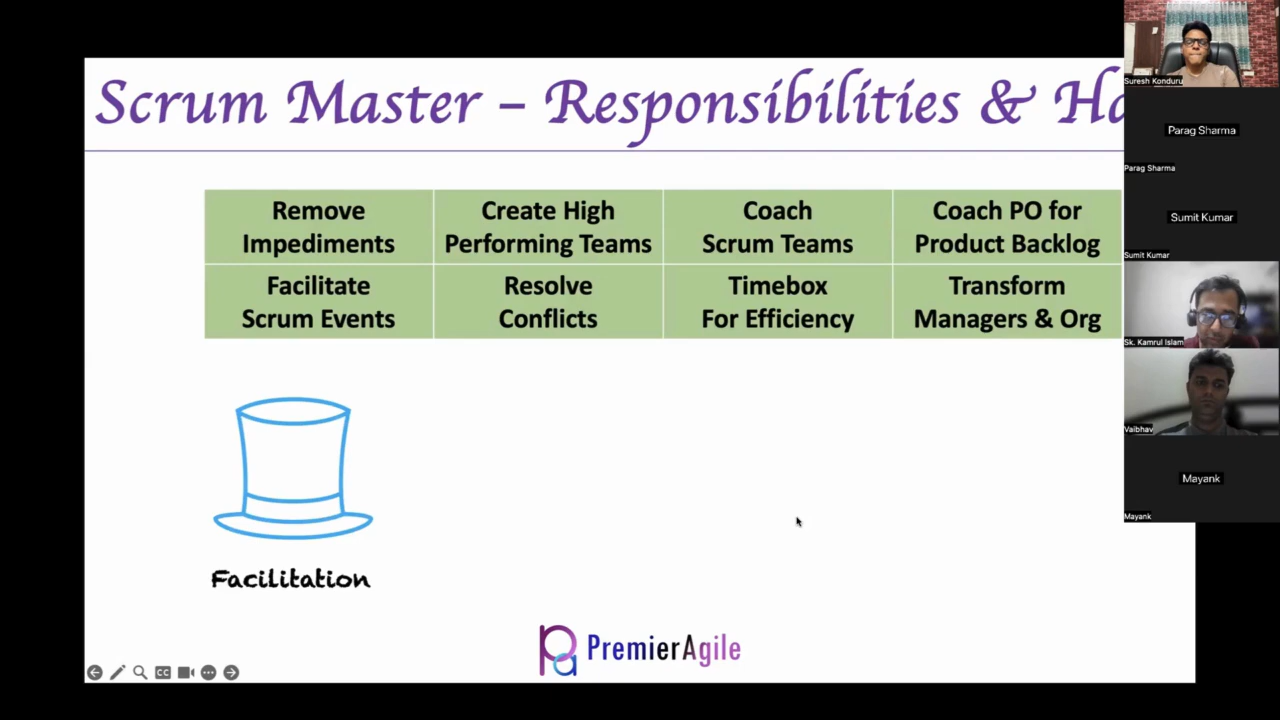 Scrum Master – Responsibilities & Ha
Remove
Impediments
Create High
Performing Teams
Coach
Scrum Teams
Coach PO for
Product Backlog
Facilitate
Scrum Events
Resolve
Conflicts
Timebox
For Efficiency
Transform
Managers & Org
Facilitation
pa PremierAgile
CC
Suresh Konduru
Parag Sharma
Parag Sharma
Sumit Kumar
Sumit Kumar
Sk. Kamrul Islam
Vaibhav
Mayank
Mayank